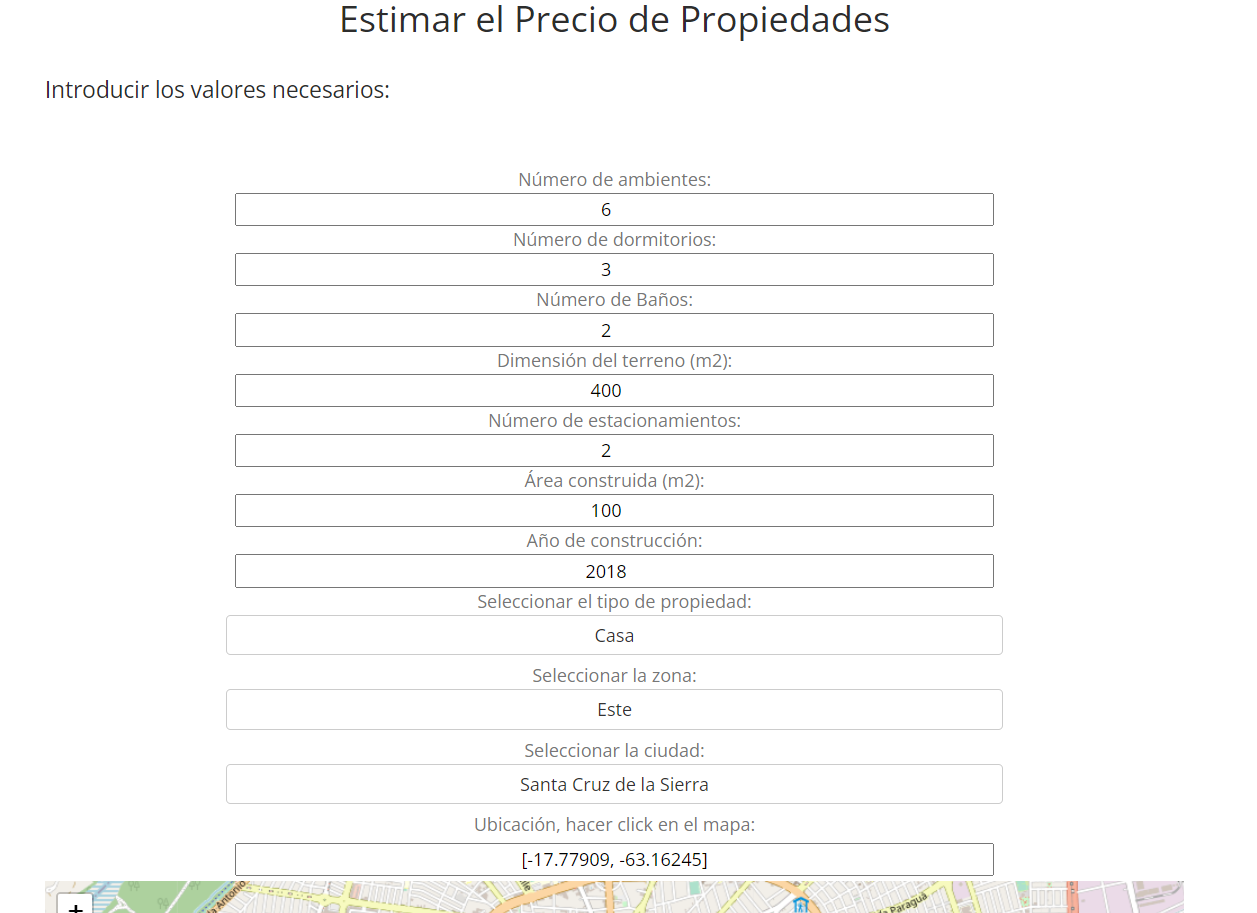 Estimar el Precio de Propiedades
Introducir los valores necesarios:
Número de ambientes:
6
Número de dormitorios:
3
Número de Baños:
2
Dimensión del terreno (m2):
400
Número de estacionamientos:
2
Área construida (m2):
100
Año de construcción:
2018
Seleccionar el tipo de propiedad:
Casa
Seleccionar la zona:
Este
Seleccionar la ciudad:
Santa Cruz de la Sierra
Ubicación, hacer click en el mapa:
[-17.77909, -63.16245]
+
Antonio
Paraguá